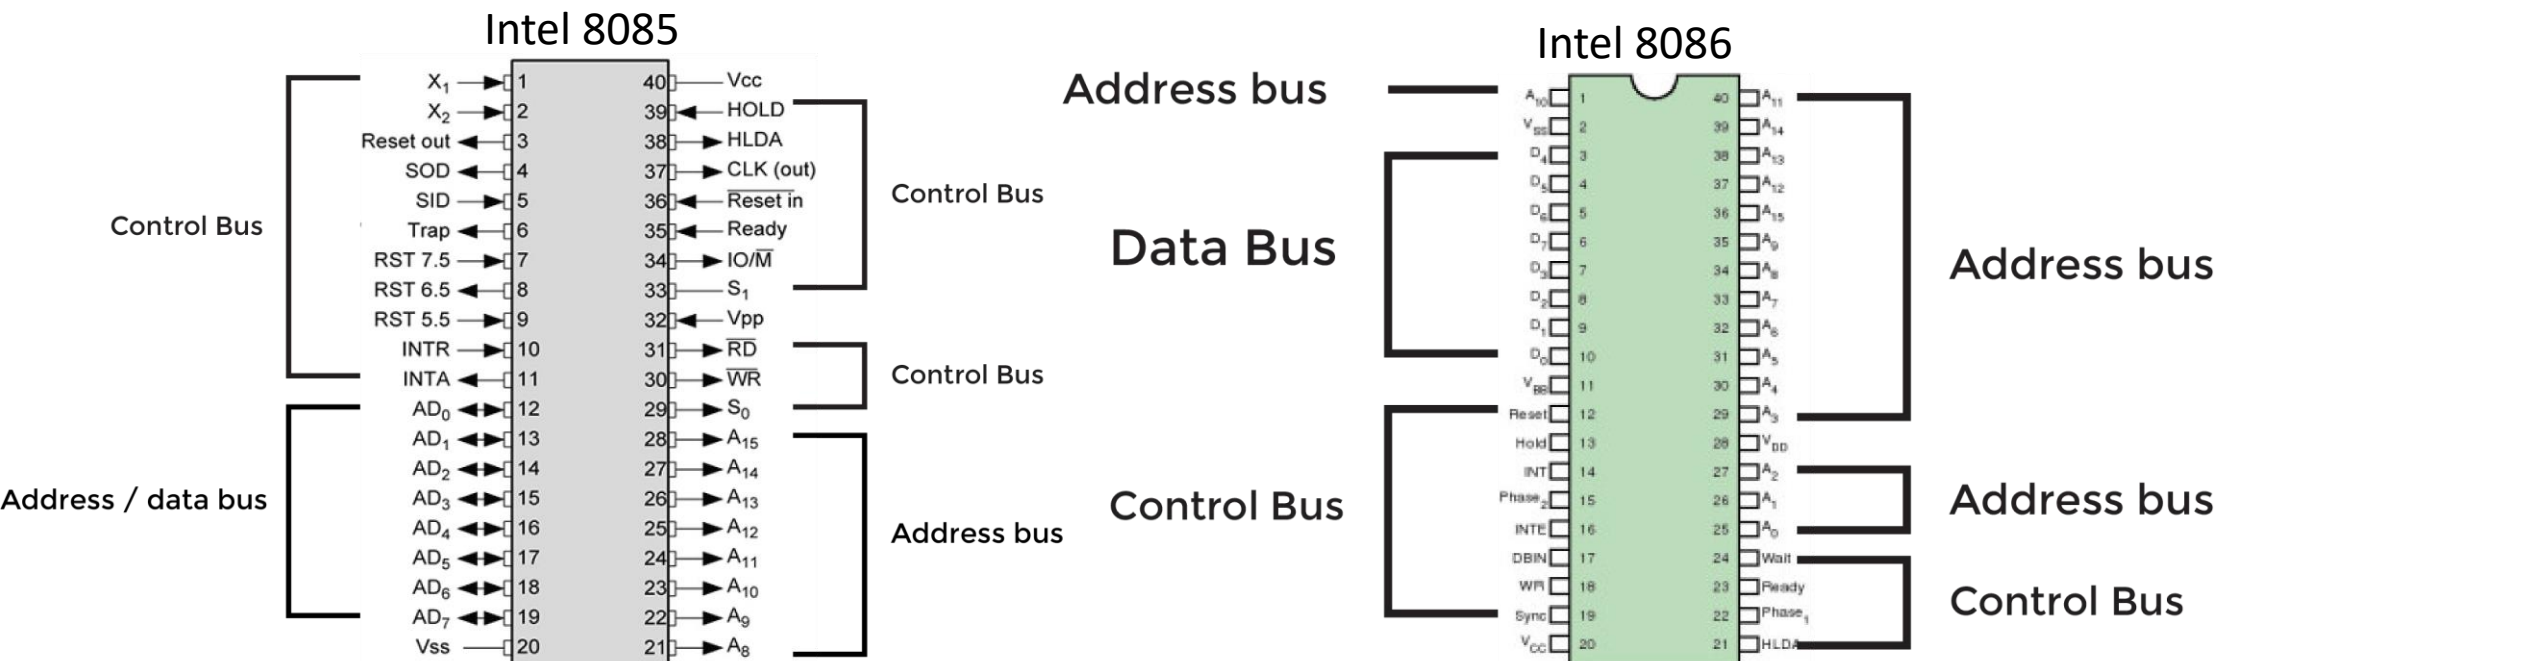 Intel 8085
Control Bus
Address / data bus
X1 1
X2 2
Reset out 3
SOD 4
SID 5
Trap 6
RST 7.5 7
RST 6.5 8
RST 5.5 9
INTR 10
INTA 11
AD0 12
AD1 13
AD2 14
AD3 15
AD4 16
AD5 17
AD6 18
AD7 19
Vss 20
40 Vcc
39 HOLD
38 HLDA
37 CLK (out)
36 Reset in
35 Ready
34 IO/M
33 S1
32 Vpp
31 RD
30 WR
29 S0
28 A15
27 A14
26 A13
25 A12
24 A11
23 A10
22 A9
21 A8
Control Bus
Control Bus
Address bus
Intel 8086
Address bus
Data Bus
Control Bus
A10 1
VSS 2
D4 3
D5 4
D6 5
D7 6
D3 7
D2 8
D1 9
D0 10
VBB 11
Reset 12
Hold 13
INT 14
Phase2 15
INTE 16
DBIN 17
WR 18
Sync 19
VCC 20
40 A11
39 A14
38 A13
37 A12
36 A15
35 A9
34 A8
33 A7
32 A6
31 A5
30 A4
29 A3
28 VDD
27 A2
26 A1
25 A0
24 Wait
23 Ready
22 Phase1
21 HLDA
Address bus
Address bus
Control Bus